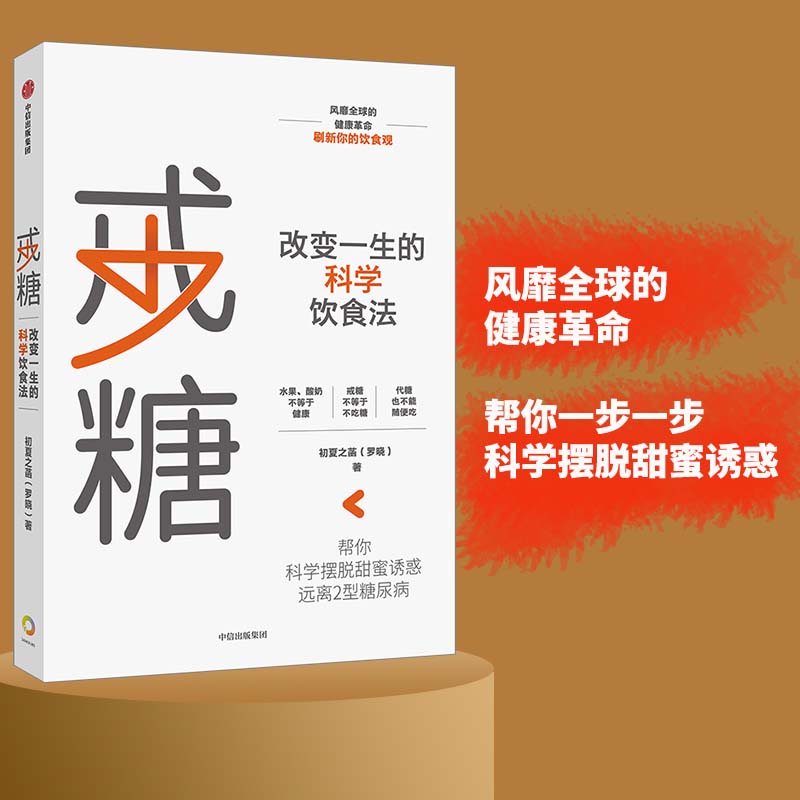 中信出版集团
戒糖
改变一生的
科学饮食法
初夏之菡（罗晓）著
风靡全球的
健康革命
刷新你的饮食观
戒
糖
改变一生的
科学
饮食法
水果、酸奶
不等于
健康
戒糖
不等于
不吃糖
代糖
也不能
随便吃
初夏之菡（罗晓）
著
帮你
科学摆脱甜蜜诱惑
远离2型糖尿病
中信出版集团
风靡全球的
健康革命
帮你一步一步
科学摆脱甜蜜诱惑